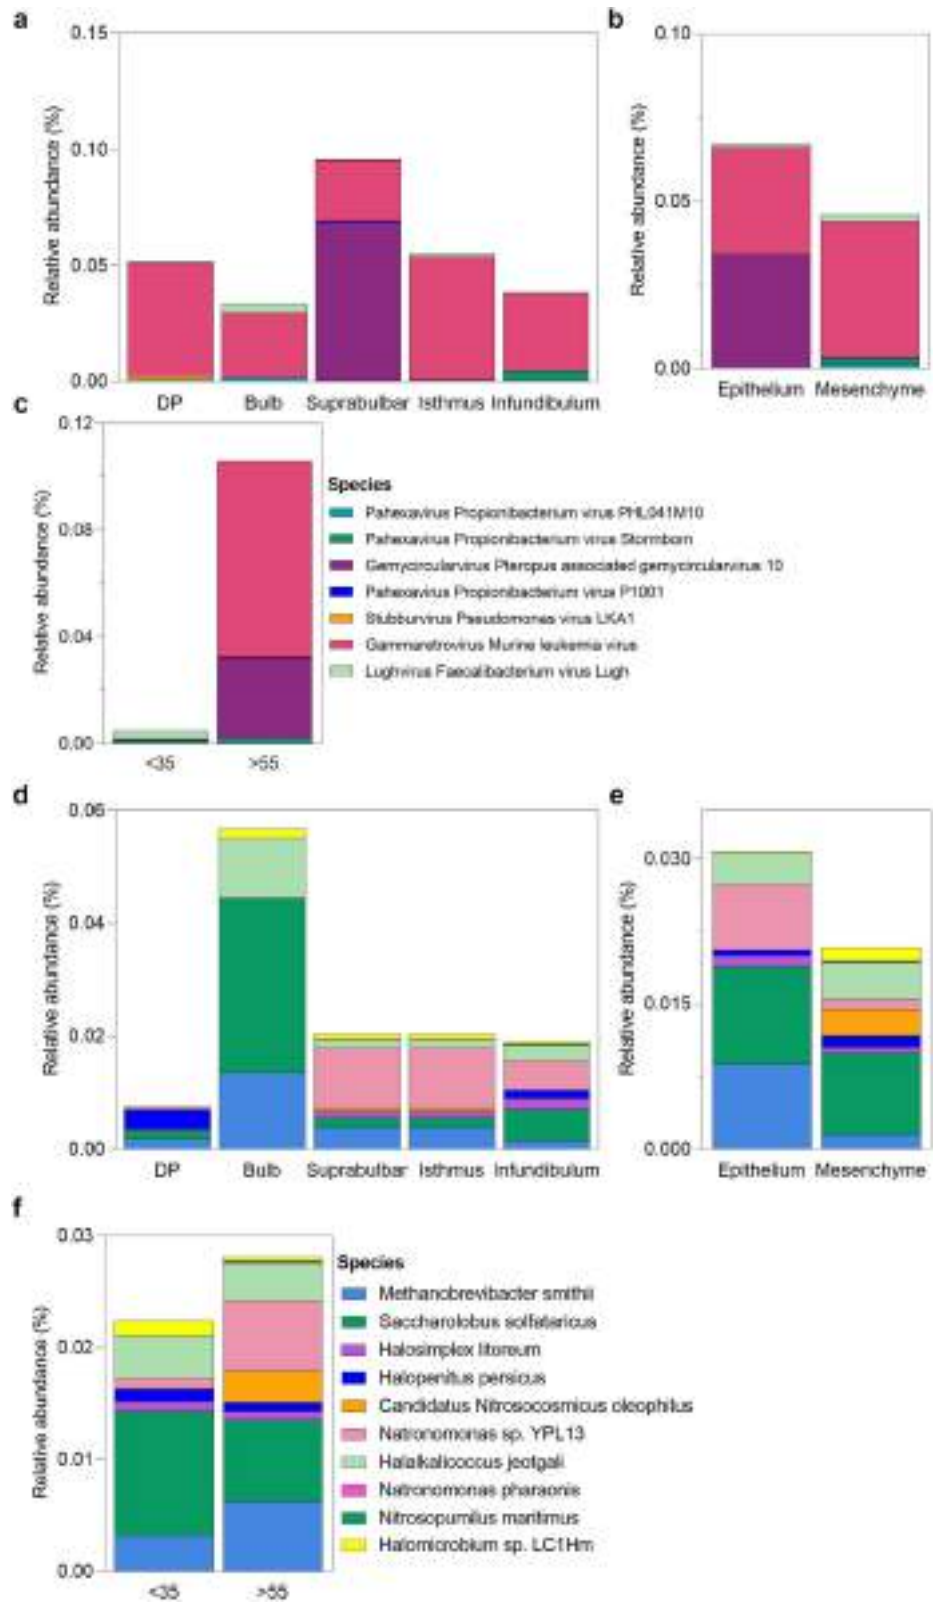 a
b
0.15
0.10
0.05
0.00
Relative abundance (%)
DP Bulb Suprabulbar Isthmus Infundibulum
0.10
0.05
0.00
Relative abundance (%)
Epithelium Mesenchyme
c
0.12
0.08
0.04
0.00
Relative abundance (%)
<35 >55
Species
Pahexavirus Propionibacterium virus PHL041M10
Pahexavirus Propionibacterium virus Stormborn
Gemycircularvirus Pteropus associated gemycircularvirus 10
Pahexavirus Propionibacterium virus P1001
Stubburvirus Pseudomonas virus LKA1
Gammaretrovirus Murine leukemia virus
Lughvirus Faecalibacterium virus Lugh
d
e
0.06
0.04
0.02
0.00
Relative abundance (%)
DP Bulb Suprabulbar Isthmus Infundibulum
0.030
0.015
0.000
Relative abundance (%)
Epithelium Mesenchyme
f
0.03
0.02
0.01
0.00
Relative abundance (%)
<35 >55
Species
Methanobrevibacter smithii
Saccharolobus solfataricus
Halosimplex litoreum
Halopenitus persicus
Candidatus Nitrosocosmicus oleophilus
Natronomonas sp. YPL13
Halalkalicoccus jeotgali
Natronomonas pharaonis
Nitrosopumilus maritimus
Halomicrobium sp. LC1Hm